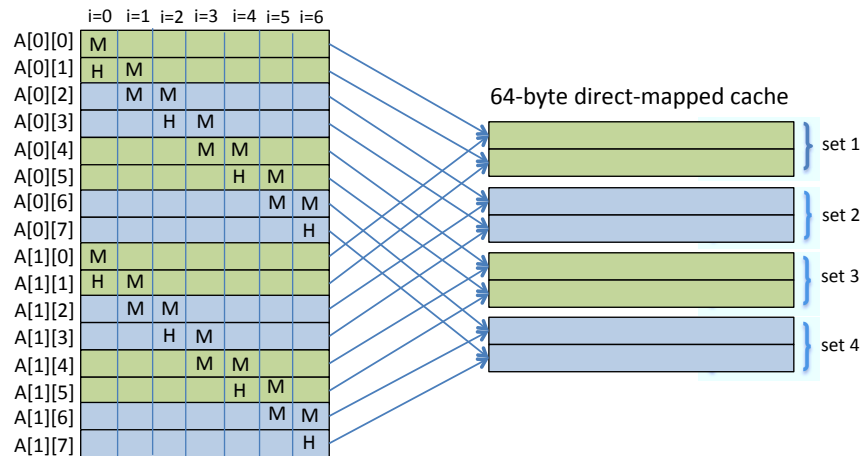 i=0 i=1 i=2 i=3 i=4 i=5 i=6
A[0][0] M
A[0][1] H M
A[0][2] M M
A[0][3] H M
A[0][4] M M
A[0][5] H M
A[0][6] M M
A[0][7] H
A[1][0] M
A[1][1] H M
A[1][2] M M
A[1][3] H M
A[1][4] M M
A[1][5] H M
A[1][6] M M
A[1][7] H
64-byte direct-mapped cache
set 1
set 2
set 3
set 4